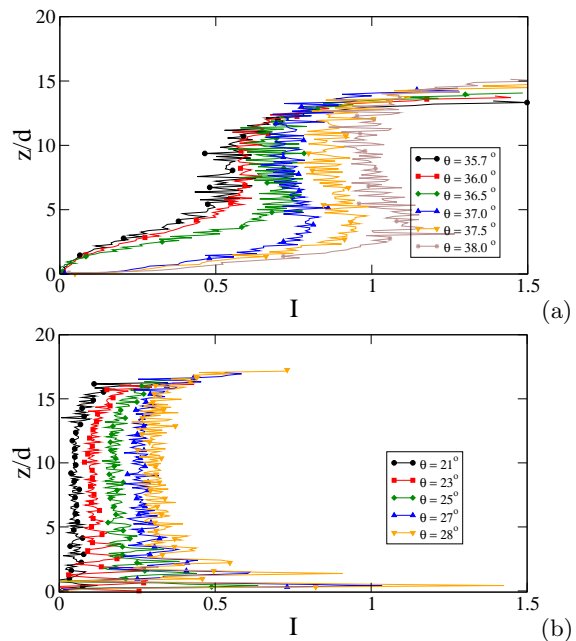 20
15
z/d
10
5
0
θ = 35.7 °
θ = 36.0 °
θ = 36.5 °
θ = 37.0 °
θ = 37.5 °
θ = 38.0 °
0 0.5 1 1.5
I
(a)
20
15
z/d
10
5
0
θ = 21°
θ = 23°
θ = 25°
θ = 27°
θ = 28°
0 0.5 1 1.5
I
(b)